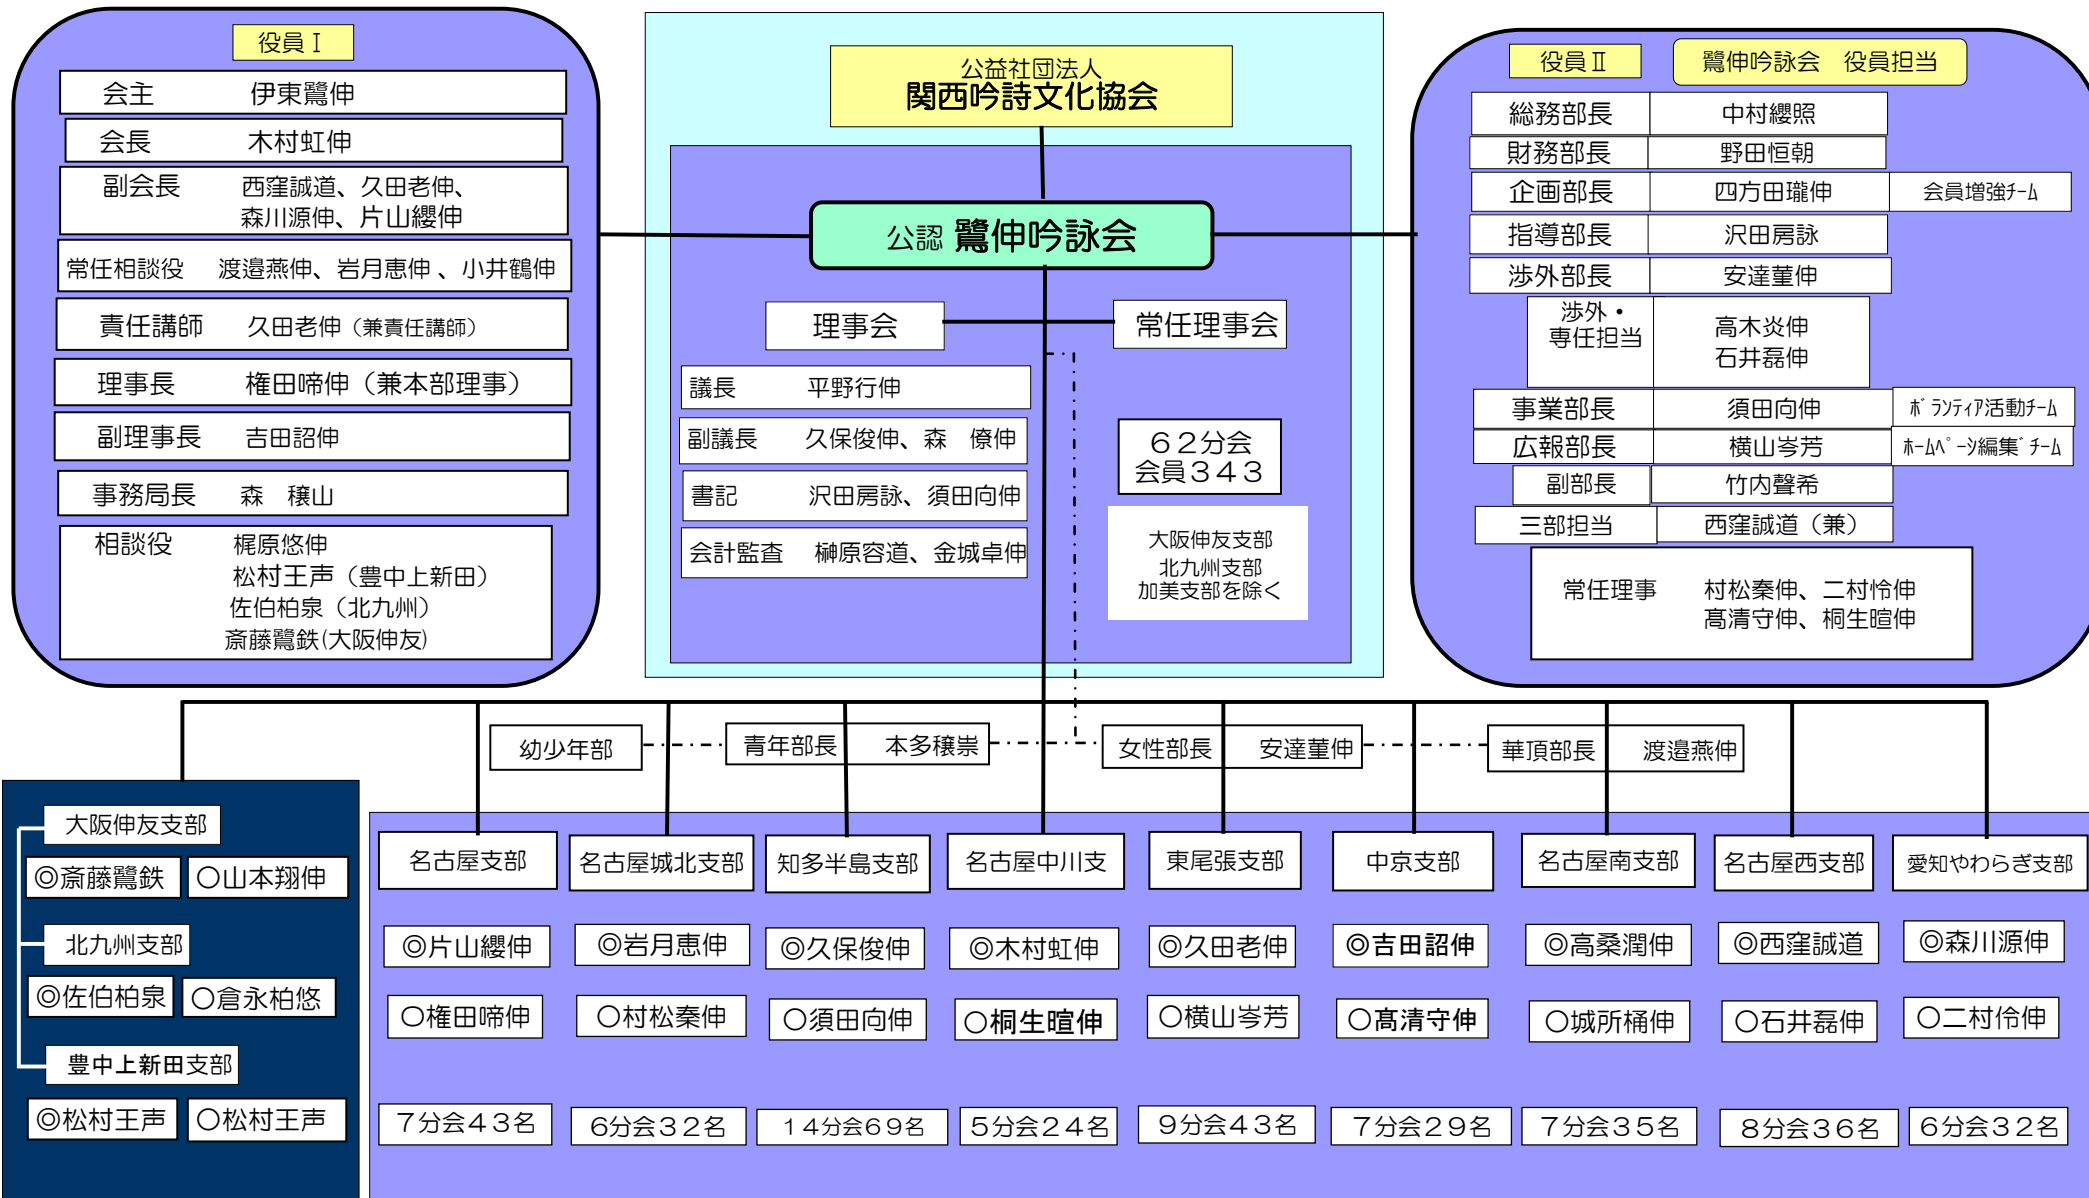 役員Ⅰ
会主 伊東鷺伸
会長 木村虹伸
副会長 西窪誠道、久田老伸、
森川源伸、片山纓伸
常任相談役 渡邉燕伸、岩月恵伸 、小井鶴伸
責任講師 久田老伸（兼責任講師）
理事長 権田啼伸（兼本部理事）
副理事長 吉田詔伸
事務局長 森 穣山
相談役 梶原悠伸
松村王声（豊中上新田）
佐伯柏泉（北九州）
斎藤鷺鉄(大阪伸友)
公益社団法人
関西吟詩文化協会
公認 鷺伸吟詠会
理事会 常任理事会
議長 平野行伸
副議長 久保俊伸、森 僚伸
書記 沢田房詠、須田向伸
会計監査 榊原容道、金城卓伸
６２分会
会員３４３
大阪伸友支部
北九州支部
加美支部を除く
役員Ⅱ 鷺伸吟詠会 役員担当
総務部長 中村纓照
財務部長 野田恒朝
企画部長 四方田瓏伸 会員増強ﾁｰﾑ
指導部長 沢田房詠
渉外部長 安達菫伸
渉外・
専任担当
高木炎伸
石井磊伸
事業部長 須田向伸 ﾎﾞﾗﾝﾃｨｱ活動ﾁｰﾑ
広報部長 横山岑芳 ﾎｰﾑﾍﾟｰｼﾞ編集ﾞﾁｰﾑ
副部長 竹内聲希
三部担当 西窪誠道（兼）
常任理事 村松秦伸、二村怜伸
髙清守伸、桐生暄伸
幼少年部 青年部長 本多穣祟 女性部長 安達菫伸 華頂部長 渡邉燕伸
大阪伸友支部
◎斎藤鷺鉄 ○山本翔伸
北九州支部
◎佐伯柏泉 ○倉永柏悠
豊中上新田支部
◎松村王声 ○松村王声
名古屋支部 名古屋城北支部 知多半島支部 名古屋中川支 東尾張支部 中京支部 名古屋南支部 名古屋西支部 愛知やわらぎ支部
◎片山纓伸 ◎岩月恵伸 ◎久保俊伸 ◎木村虹伸 ◎久田老伸 ◎吉田詔伸 ◎高桑潤伸 ◎西窪誠道 ◎森川源伸
○権田啼伸 ○村松秦伸 ○須田向伸 ○桐生暄伸 ○横山岑芳 ○髙清守伸 ○城所桶伸 ○石井磊伸 ○二村伶伸
７分会４３名 ６分会３２名 １４分会６９名 ５分会２４名 ９分会４３名 ７分会２９名 ７分会３５名 ８分会３６名 ６分会３２名